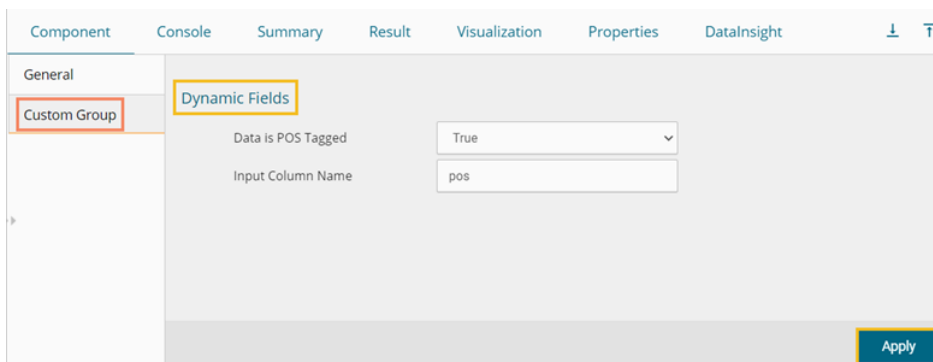 Component Console Summary Result Visualization Properties DataInsight
General
Custom Group
Dynamic Fields
Data is POS Tagged True
Input Column Name pos
Apply